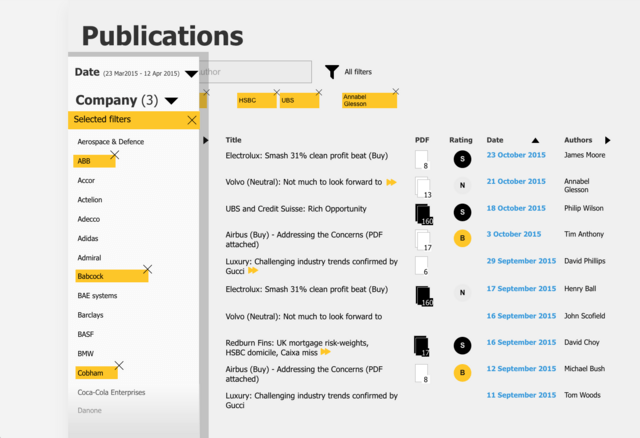 Publications
Date (23 Mar2015 - 12 Apr 2015)
uthor
All filters
Company (3)
HSBC
UBS
Annabel
Glesson
Selected filters
Aerospace & Defence
ABB
Accor
Actelion
Adecco
Adidas
Admiral
Babcock
BAE systems
Barclays
BASF
BMW
Cobham
Coca-Cola Enterprises
Danone
Title PDF Rating Date Authors
Electrolux: Smash 31% clean profit beat (Buy) 8 S 23 October 2015 James Moore
Volvo (Neutral): Not much to look forward to 13 N 21 October 2015 Annabel
Glesson
UBS and Credit Suisse: Rich Opportunity 160 S 18 October 2015 Philip Wilson
Airbus (Buy) - Addressing the Concerns (PDF
attached) 17 B 3 October 2015 Tim Anthony
Luxury: Challenging industry trends confirmed by
Gucci 6 29 September 2015 David Phillips
Electrolux: Smash 31% clean profit beat (Buy) 160 N 17 September 2015 Henry Ball
Volvo (Neutral): Not much to look forward to 16 September 2015 John Scofield
Redburn Fins: UK mortgage risk-weights,
HSBC domicile, Caixa miss 17 S 16 September 2015 David Choy
Airbus (Buy) - Addressing the Concerns (PDF
attached) 8 B 12 September 2015 Michael Bush
Luxury: Challenging industry trends confirmed by
Gucci 11 September 2015 Tom Woods